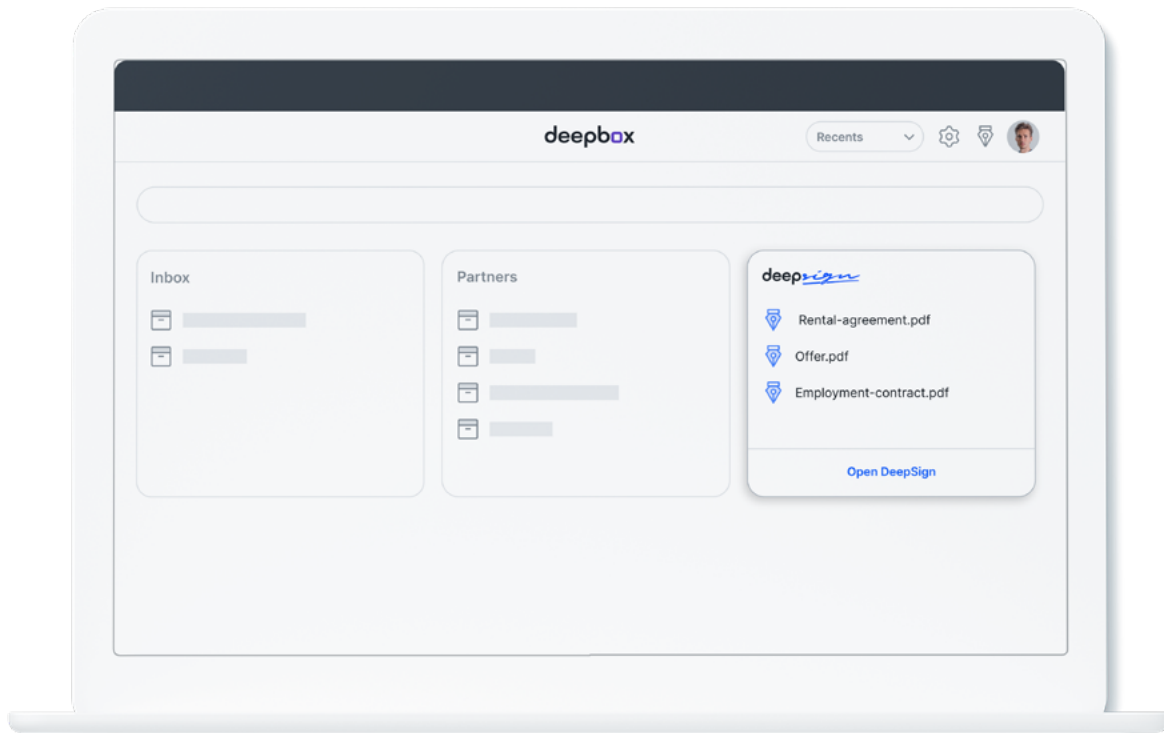 deepbox
Recents
Inbox
Partners
deepsign
Rental-agreement.pdf
Offer.pdf
Employment-contract.pdf
Open DeepSign